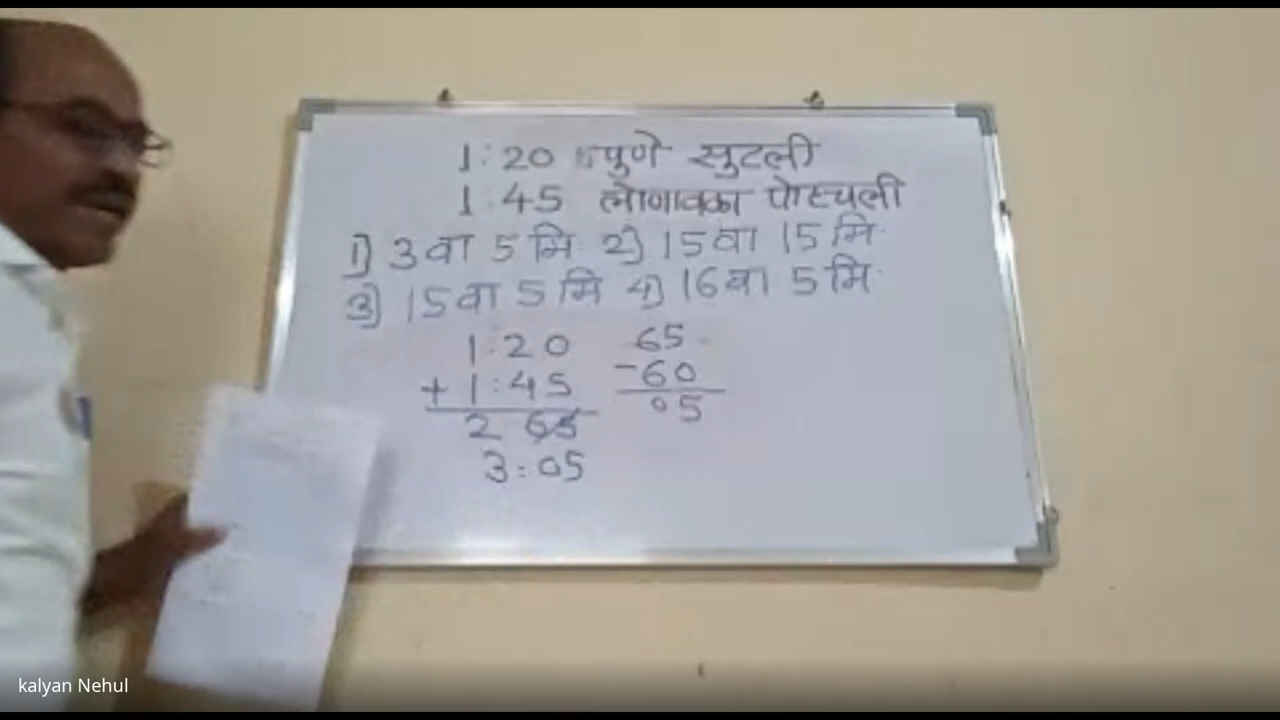 1:20 पुणे सुटली
1:45 लोणावळा पोहचली
1) 3 वा 5 मि 2) 15 वा 15 मि.
3) 15 वा 5 मि 4) 16 वा 5 मि.
1:20 65
+ 1:45 -60
2 65 05
3:05
kalyan Nehul